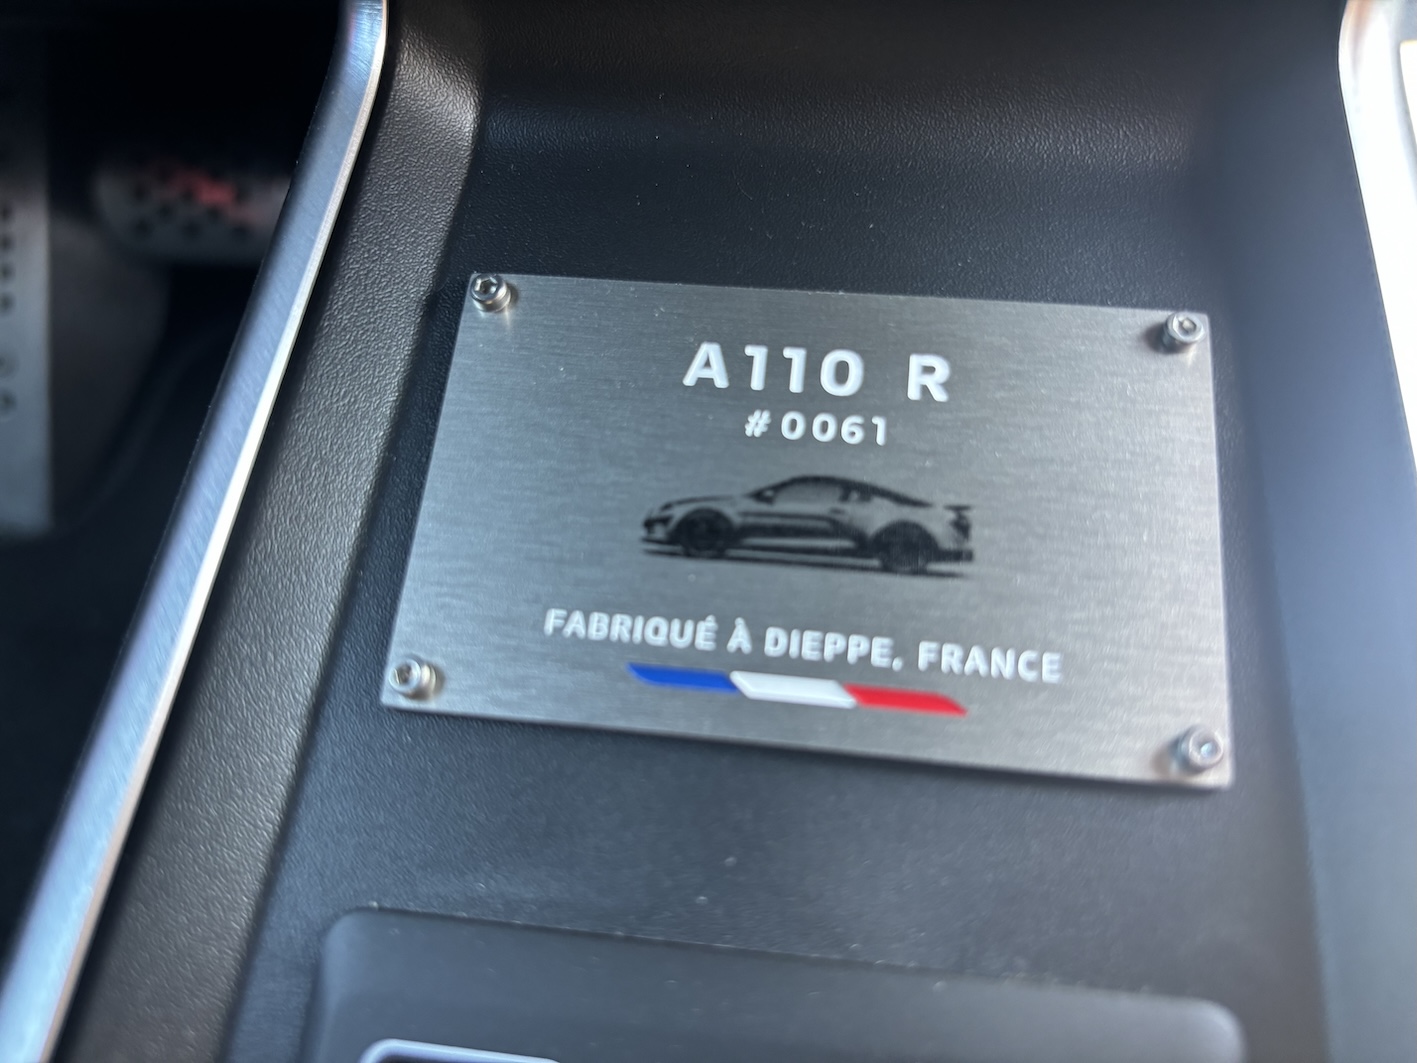 A110 R
#0061
FABRIQUÉ À DIEPPE, FRANCE